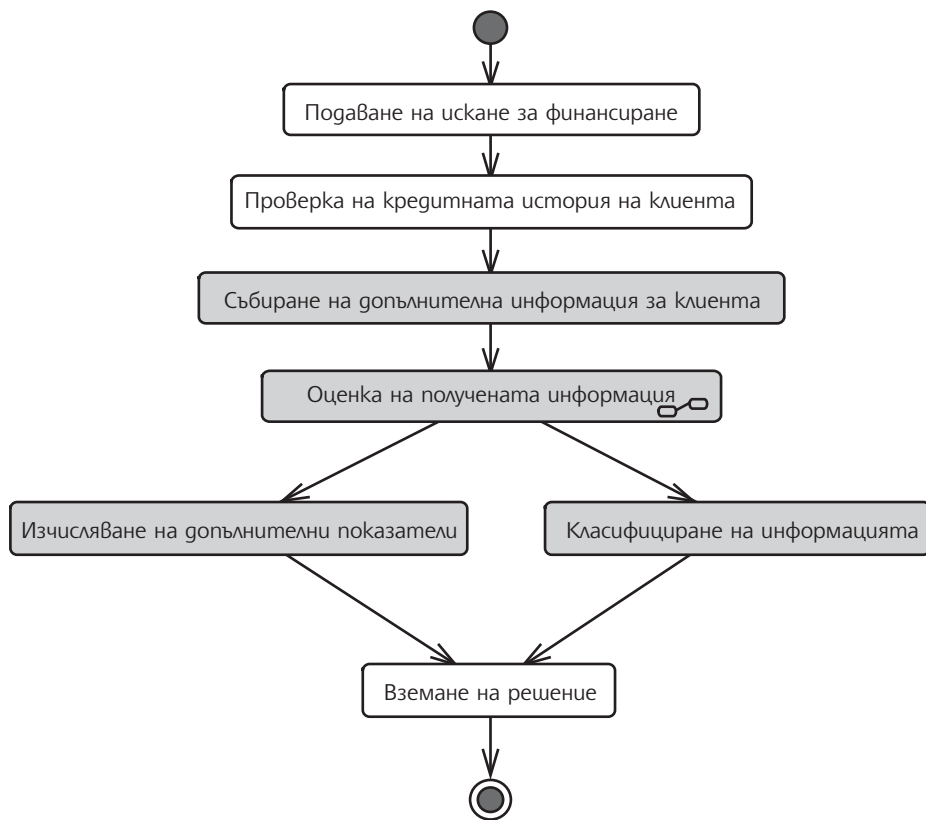 Подаване на искане за финансиране
Проверка на кредитната история на клиента
Събиране на допълнителна информация за клиента
Оценка на получената информация
Изчисляване на допълнителни показатели
Класифициране на информацията
Вземане на решение